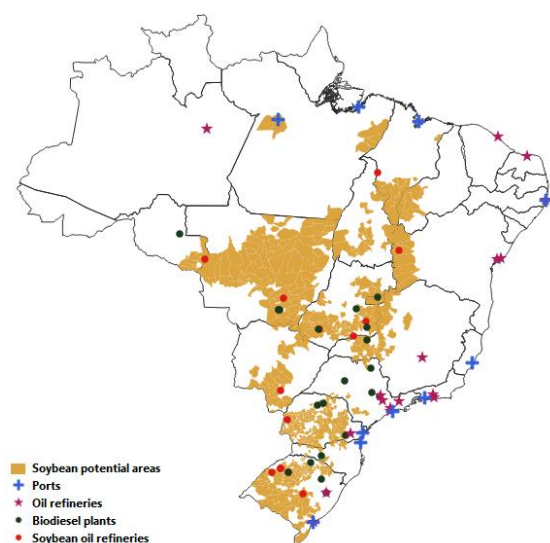 Soybean potential areas
Ports
Oil refineries
Biodiesel plants
Soybean oil refineries